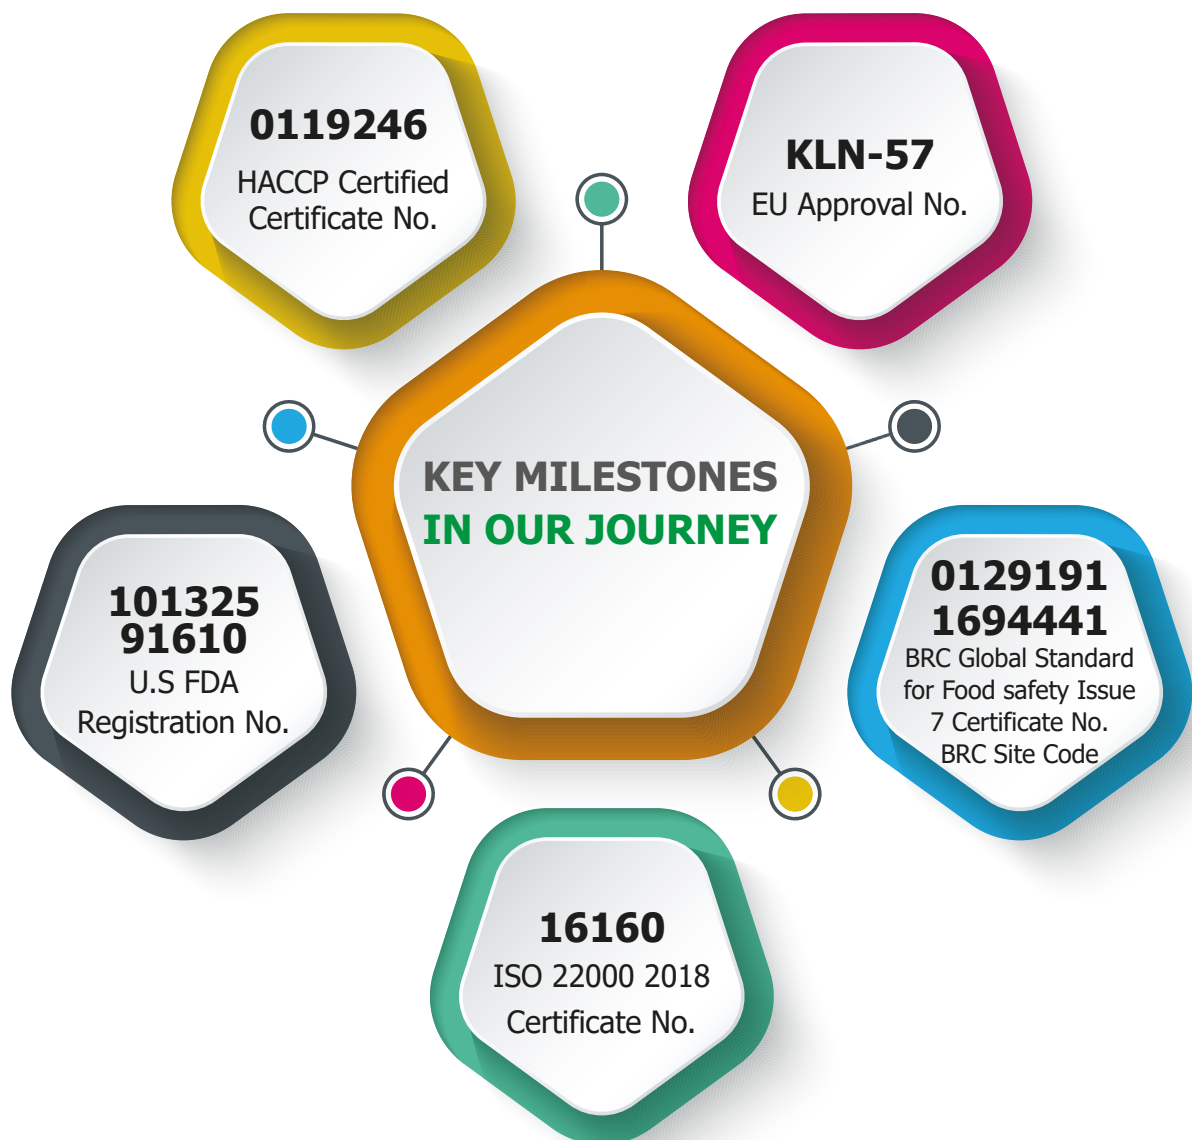 0119246
HACCP Certified
Certificate No.
KLN-57
EU Approval No.
KEY MILESTONES
IN OUR JOURNEY
101325
91610
U.S FDA
Registration No.
0129191
1694441
BRC Global Standard
for Food safety Issue
7 Certificate No.
BRC Site Code
16160
ISO 22000 2018
Certificate No.